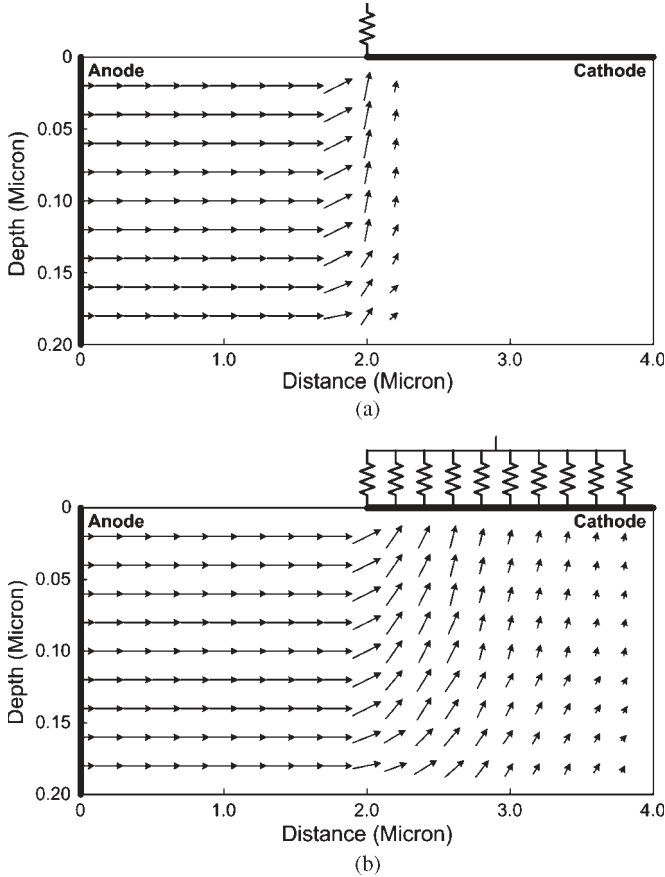 0
Anode
Cathode
0.05
0.10
0.15
0.20
Depth (Micron)
0
1.0
2.0
3.0
4.0
Distance (Micron)
(a)
0
Anode
Cathode
0.05
0.10
0.15
0.20
Depth (Micron)
0
1.0
2.0
3.0
4.0
Distance (Micron)
(b)